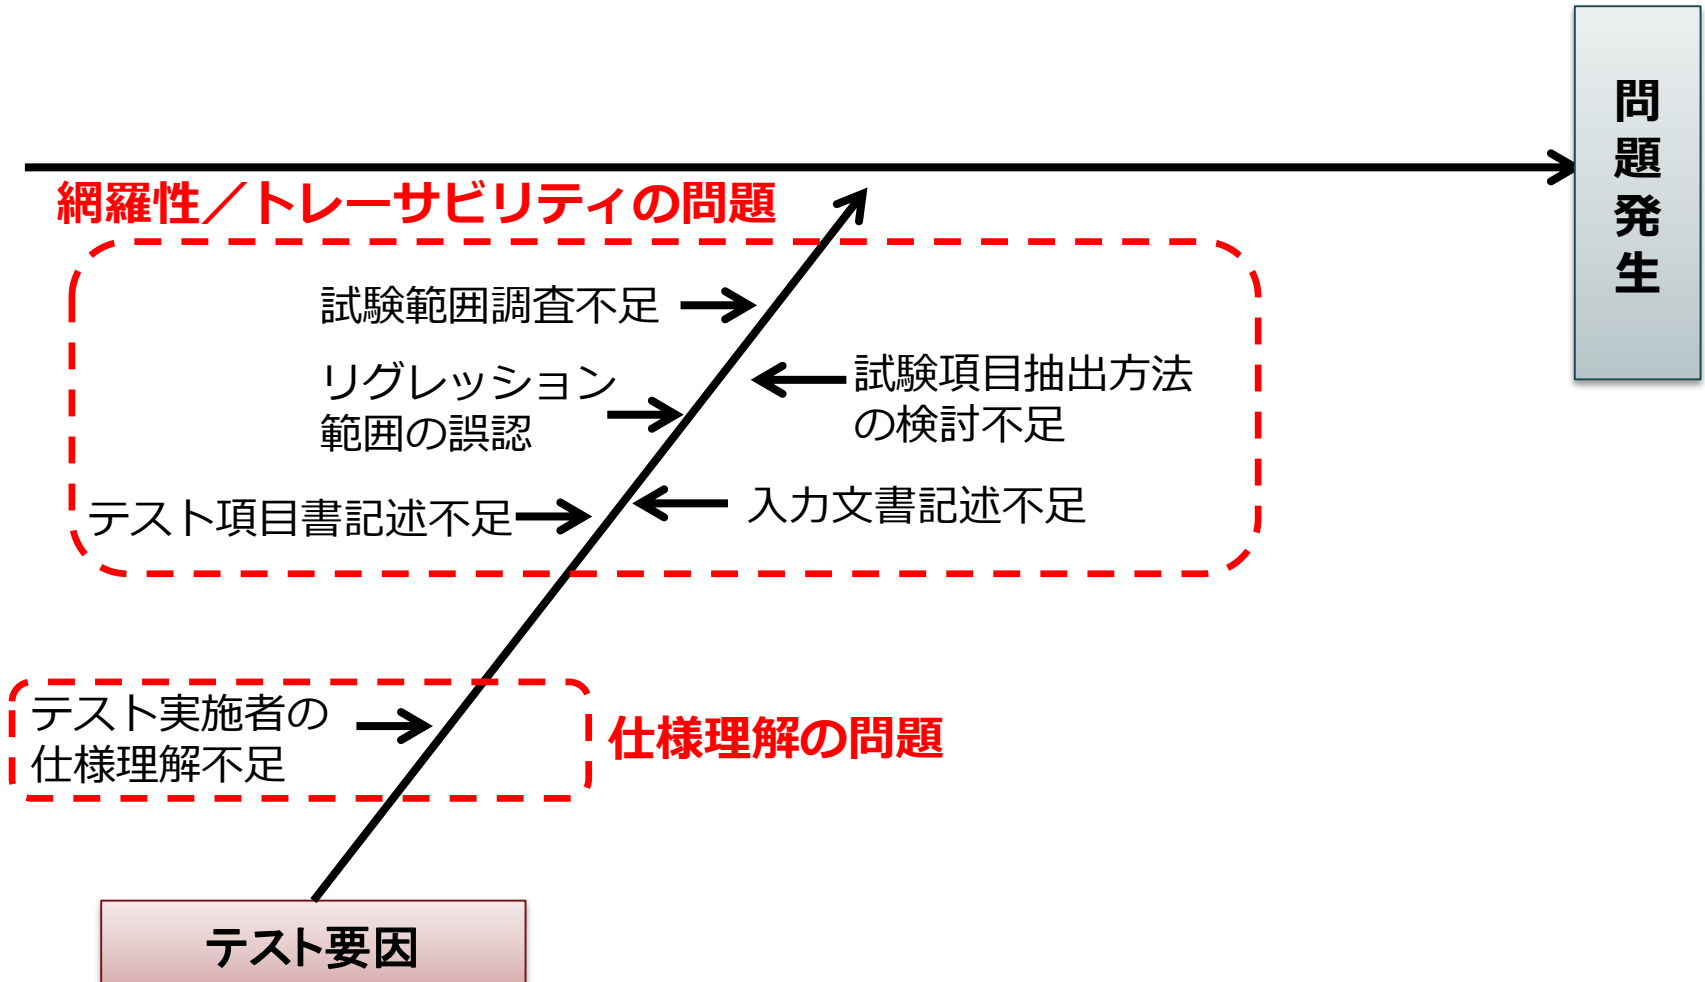 問題発生
網羅性／トレーサビリティの問題
試験範囲調査不足
リグレッション
範囲の誤認
試験項目抽出方法
の検討不足
テスト項目書記述不足
入力文書記述不足
テスト実施者の
仕様理解不足
仕様理解の問題
テスト要因